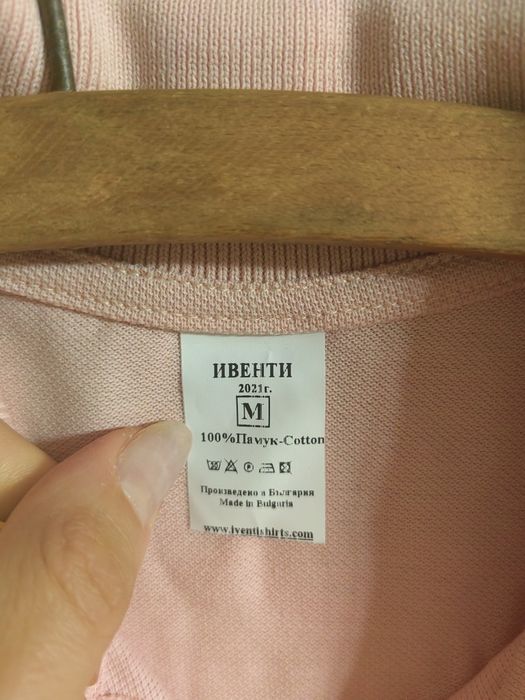 ИВЕНТИ
2021г.
M
100%Памук-Cotton
Произведено в България
Made in Bulgaria
www.iventishirts.com